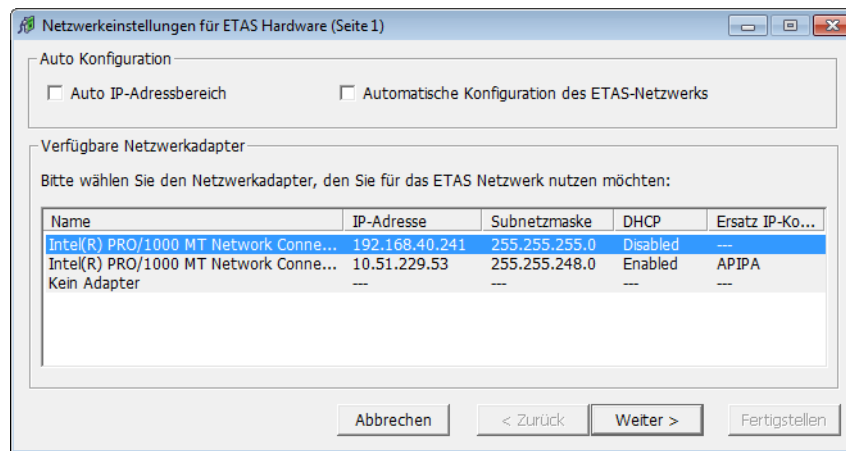 Netzwerkeinstellungen für ETAS Hardware (Seite 1)
Auto Konfiguration
Auto IP-Adressbereich Automatische Konfiguration des ETAS-Netzwerks
Verfügbare Netzwerkadapter
Bitte wählen Sie den Netzwerkadapter, den Sie für das ETAS Netzwerk nutzen möchten:
Name IP-Adresse Subnetzmaske DHCP Ersatz IP-Ko...
Intel(R) PRO/1000 MT Network Conne... 192.168.40.241 255.255.255.0 Disabled ---
Intel(R) PRO/1000 MT Network Conne... 10.51.229.53 255.255.248.0 Enabled APIPA
Kein Adapter --- --- --- ---
Abbrechen < Zurück Weiter > Fertigstellen